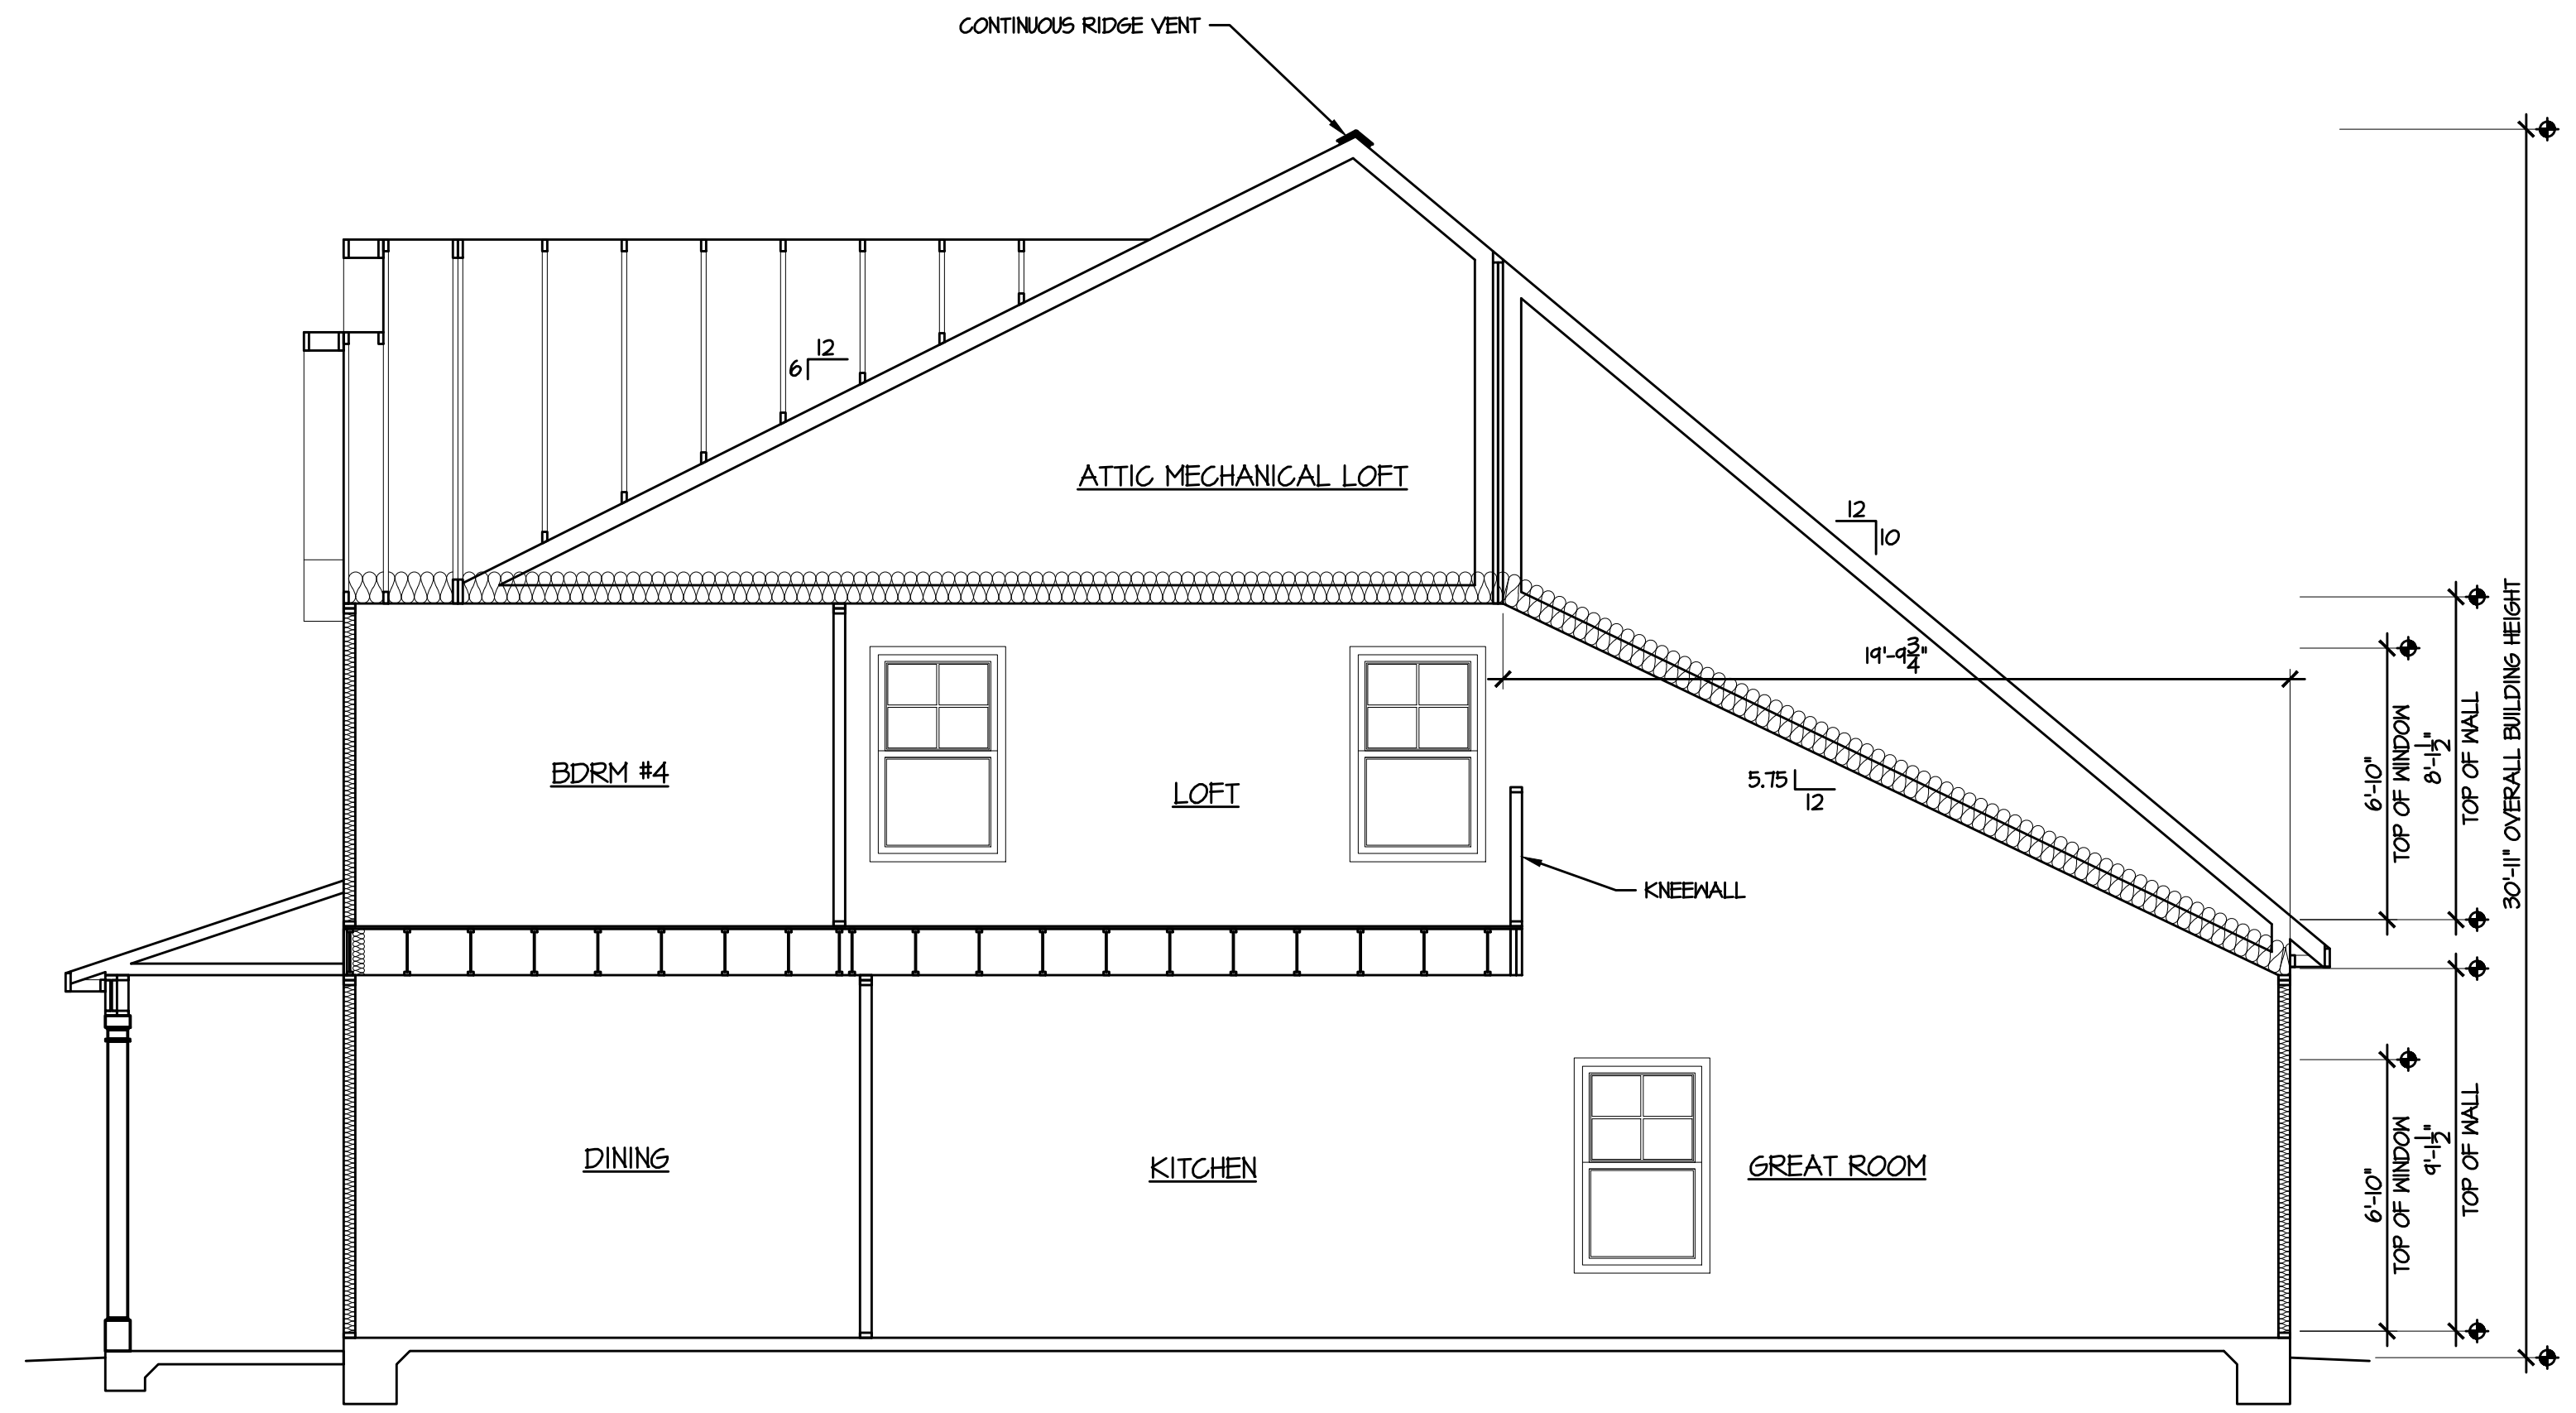 CONTINUOUS RIDGE VENT
12
6
ATTIC MECHANICAL LOFT
12
10
19'-9 3/4"
BDRM #4
LOFT
5.75
12
KNEEWALL
6'-10"
TOP OF WINDOW
8'-1 1/2"
TOP OF WALL
30'-11" OVERALL BUILDING HEIGHT
DINING
KITCHEN
GREAT ROOM
6'-10"
TOP OF WINDOW
9'-1 1/2"
TOP OF WALL